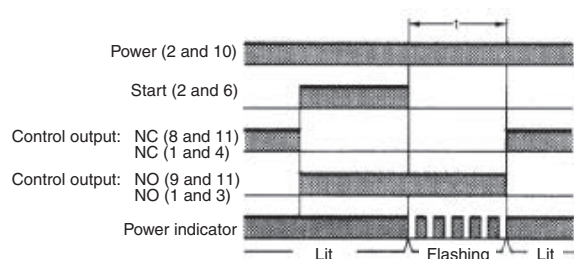 t
Power (2 and 10)
Start (2 and 6)
Control output: NC (8 and 11)
NC (1 and 4)
Control output: NO (9 and 11)
NO (1 and 3)
Power indicator
Lit Flashing Lit